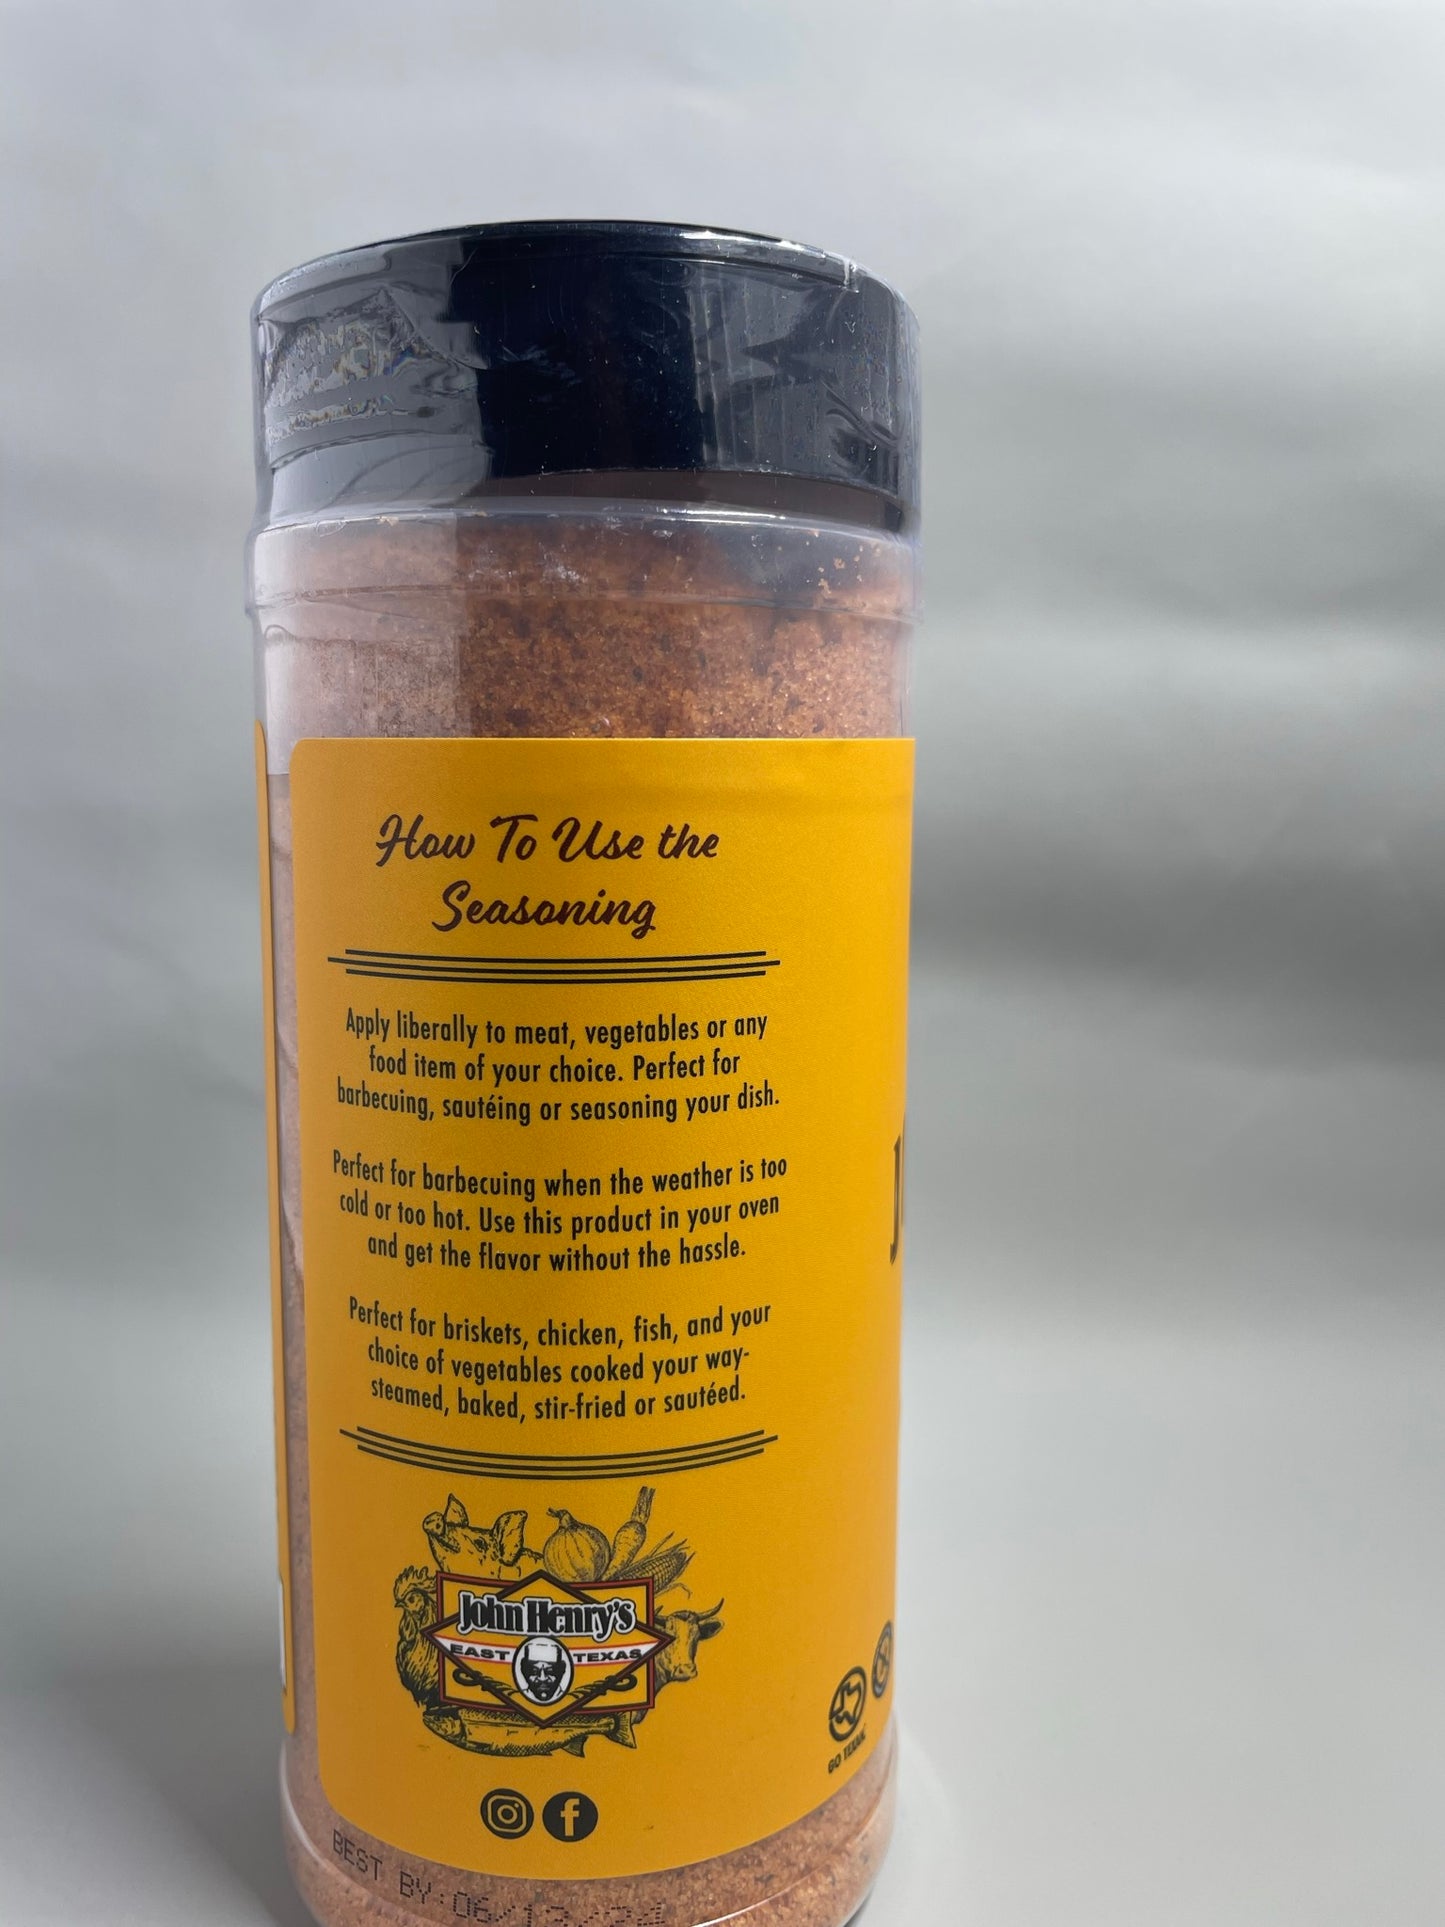 How To Use the
Seasoning
Apply liberally to meat, vegetables or any
food item of your choice. Perfect for
barbecuing, sautéing or seasoning your dish.
Perfect for barbecuing when the weather is too
cold or too hot. Use this product in your oven
and get the flavor without the hassle.
Perfect for briskets, chicken, fish, and your
choice of vegetables cooked your way-
steamed, baked, stir-fried or sautéed.
John Henry's
EAST TEXAS
GO TEXAN.
BEST BY:06/13/24